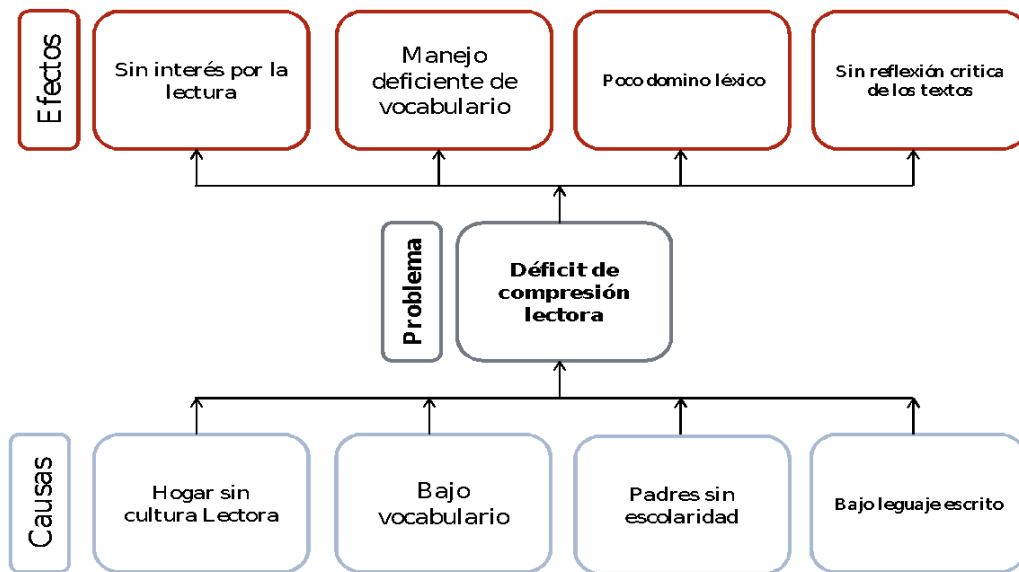 Efectos
Sin interés por la
lectura
Manejo
deficiente de
vocabulario
Poco domino léxico
Sin reflexión critica
de los textos
Problema
Déficit de
compresión
lectora
Causas
Hogar sin
cultura Lectora
Bajo
vocabulario
Padres sin
escolaridad
Bajo leguaje escrito